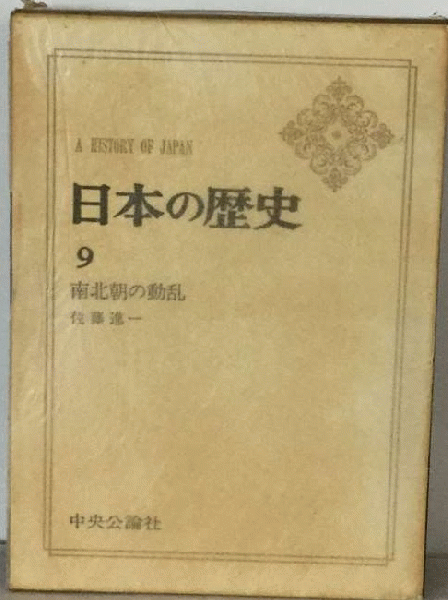 A HISTORY OF JAPAN
日本の歴史
9
南北朝の動乱
佐藤進一
中央公論社